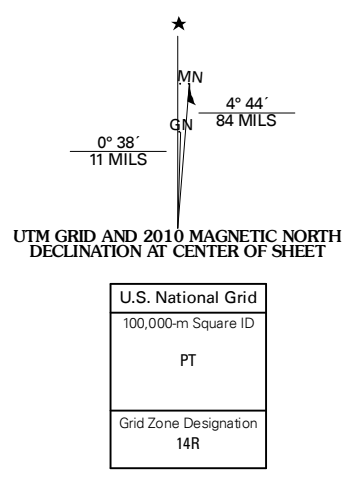 MN
GN
4° 44´
84 MILS
0° 38´
11 MILS
UTM GRID AND 2010 MAGNETIC NORTH
DECLINATION AT CENTER OF SHEET
U.S. National Grid
100,000-m Square ID
PT
Grid Zone Designation
14R